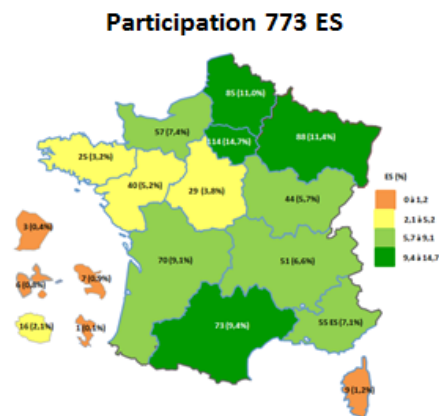 Participation 773 ES
85 (11,0%)
57 (7,4%)
114 (14,7%)
88 (11,4%)
25 (3,2%)
40 (5,2%)
29 (3,8%)
44 (5,7%)
ES (%)
0 à 1,2
2,1 à 5,2
5,7 à 9,1
9,4 à 14,7
3 (0,4%)
70 (9,1%)
51 (6,6%)
7 (0,9%)
16 (2,1%)
1 (0,1%)
73 (9,4%)
55 ES (7,1%)
9 (1,2%)